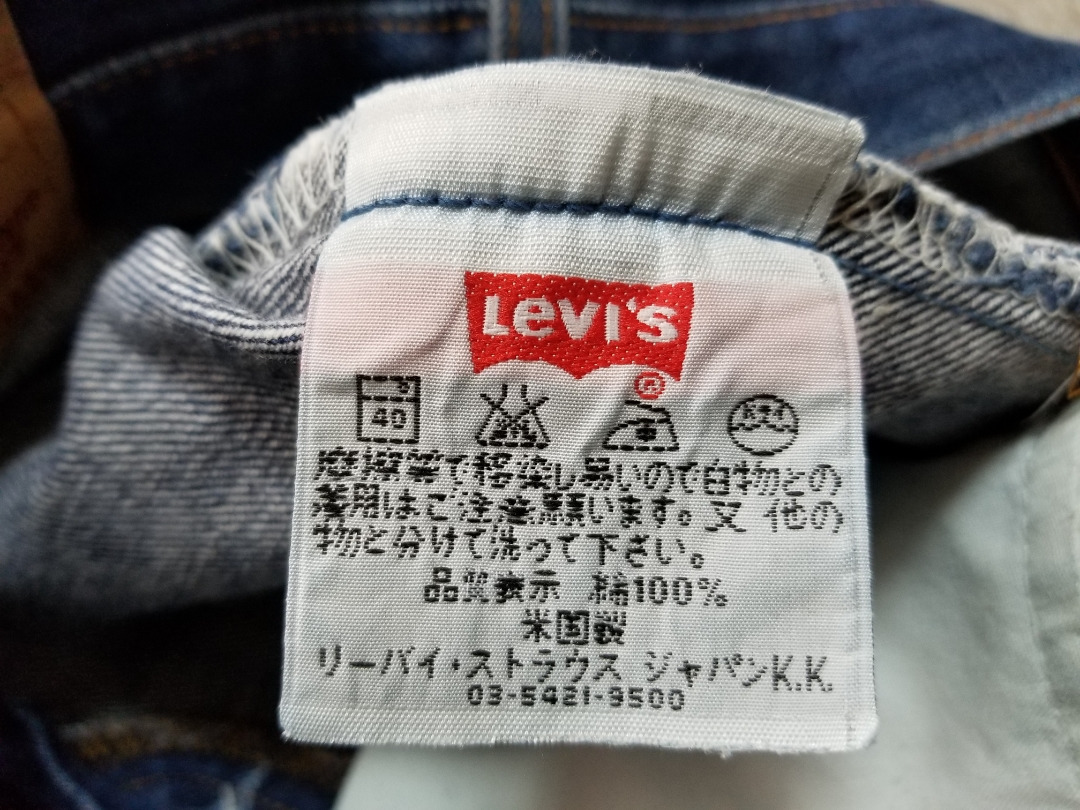 Levi's
®
40
ドライ
摩擦等で移染し易いので白物との
着用はご注意願います。又 他の
物と分けて洗って下さい。
品質表示 綿100%
米国製
リーバイ・ストラウス ジャパンK.K.
03-5421-9500